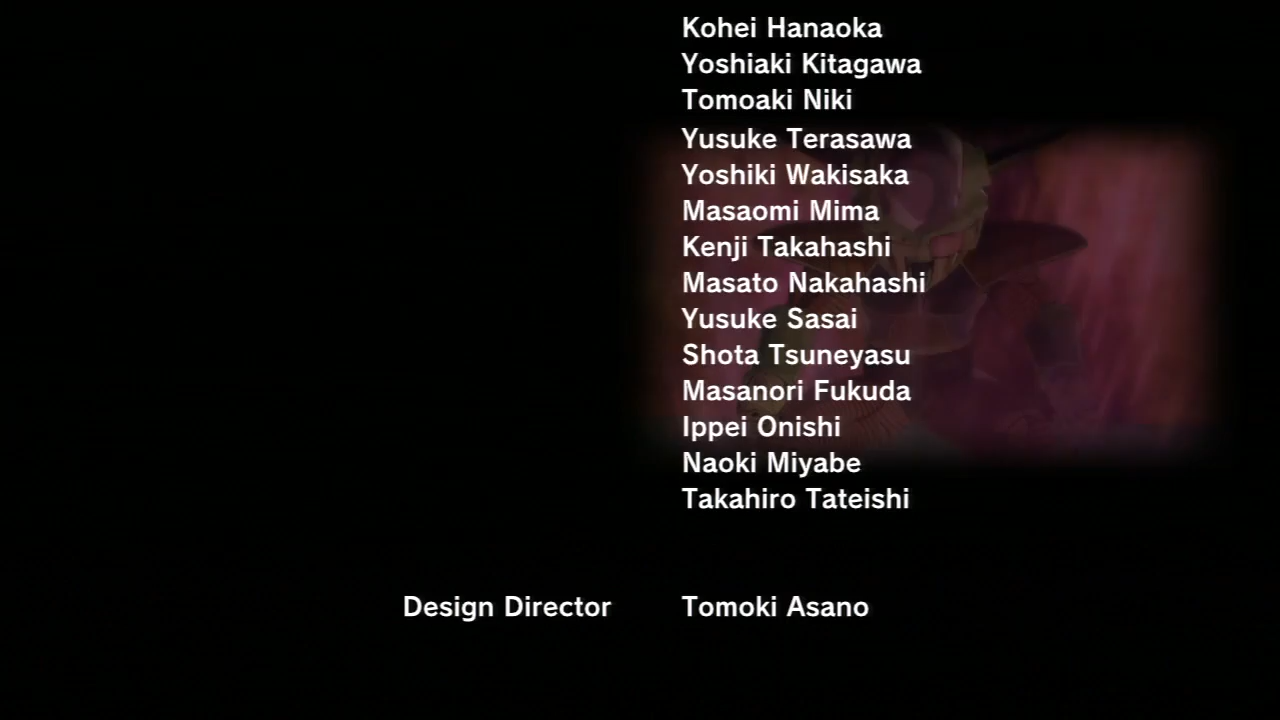 Kohei Hanaoka
Yoshiaki Kitagawa
Tomoaki Niki
Yusuke Terasawa
Yoshiki Wakisaka
Masaomi Mima
Kenji Takahashi
Masato Nakahashi
Yusuke Sasai
Shota Tsuneyasu
Masanori Fukuda
Ippei Onishi
Naoki Miyabe
Takahiro Tateishi
Design Director Tomoki Asano